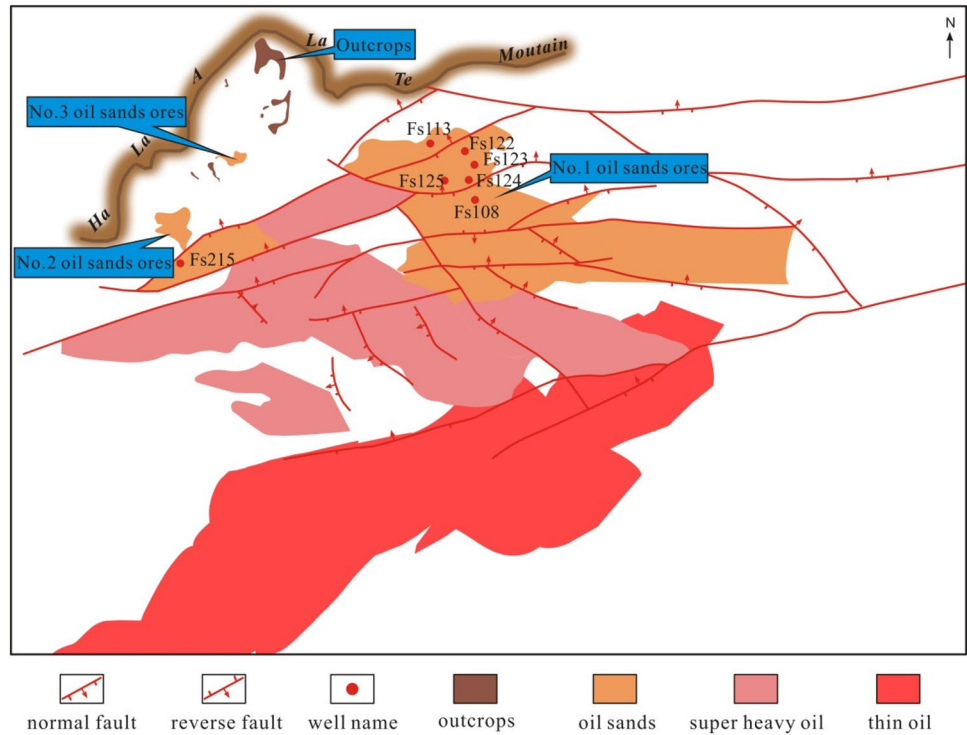 N
Ha La A La Te Moutain
Outcrops
No.3 oil sands ores
Fs113
Fs122
Fs123
No.1 oil sands ores
Fs125
Fs124
Fs108
No.2 oil sands ores
Fs215
normal fault
reverse fault
well name
outcrops
oil sands
super heavy oil
thin oil